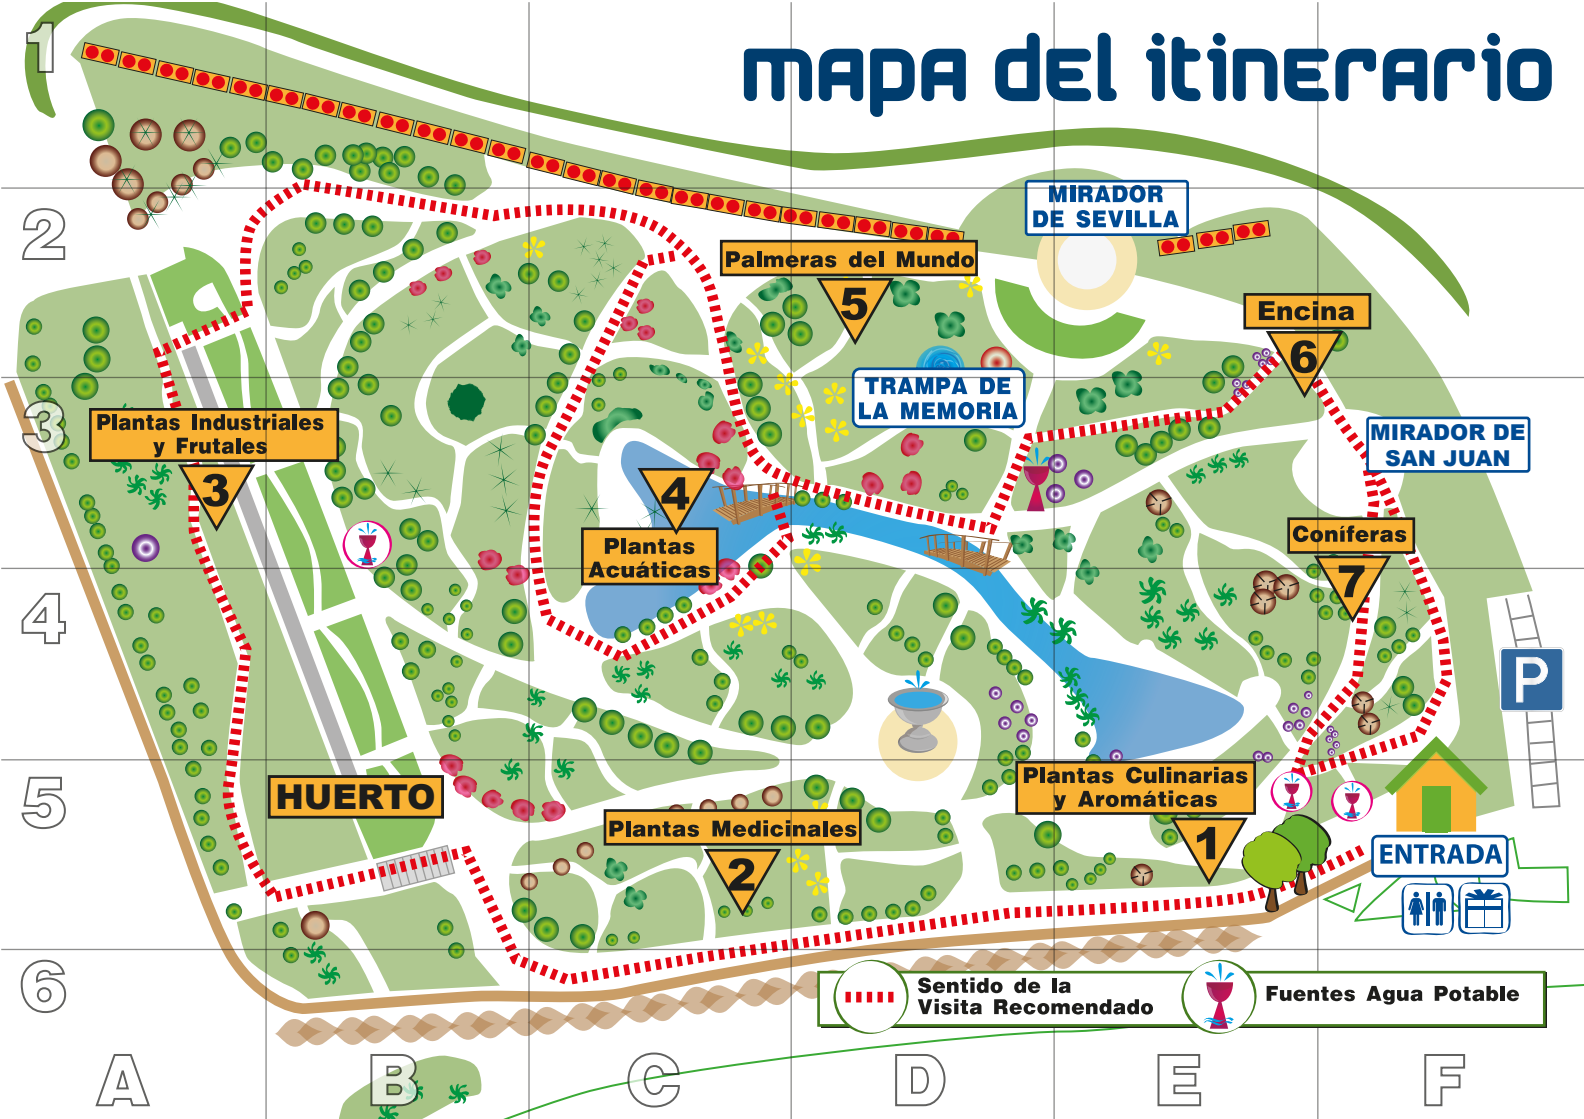 mapa del itinerario
1
2
3
4
5
6
A
B
C
D
E
F
MIRADOR
DE SEVILLA
Palmeras del Mundo
5
Encina
6
TRAMPA DE
LA MEMORIA
Plantas Industriales
y Frutales
3
MIRADOR DE
SAN JUAN
4
Plantas
Acuáticas
Coníferas
7
P
HUERTO
Plantas Culinarias
y Aromáticas
1
Plantas Medicinales
2
ENTRADA
Sentido de la
Visita Recomendado
Fuentes Agua Potable